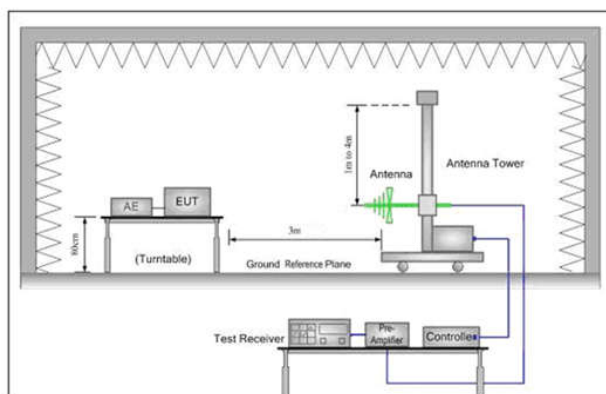 1m to 4m
Antenna
Antenna Tower
AE
EUT
80cm
(Turntable)
3m
Ground Reference Plane
Test Receiver
Pre-
Amplifier
Controller